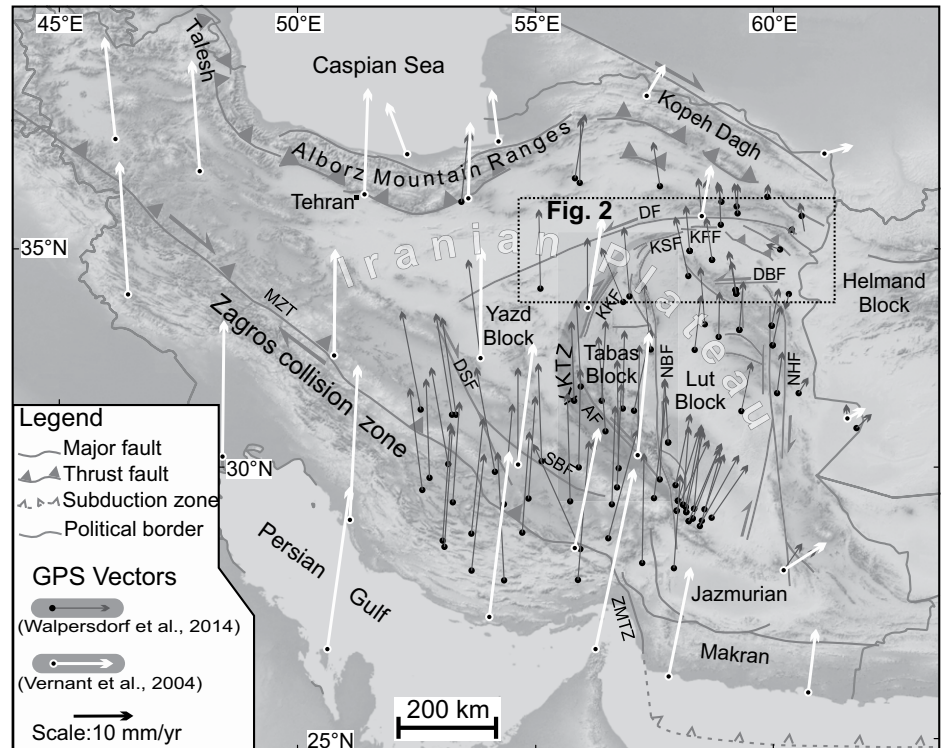 45°E
50°E
55°E
60°E
Talesh
Caspian Sea
Kopeh Dagh
Alborz Mountain Ranges
Tehran
Fig. 2
DF
35°N
Iranian Plateau
KSF
KFF
DBF
Helmand
Block
MZT
KKF
Zagros collision zone
Yazd
Block
DSF
KTZ
Tabas
Block
NBF
Lut
Block
NHF
AF
SBF
30°N
Legend
Major fault
Thrust fault
Subduction zone
Political border
GPS Vectors
(Walpersdorf et al., 2014)
(Vernant et al., 2004)
Scale:10 mm/yr
Persian
Gulf
ZMTZ
Jazmurian
Makran
200 km
25°N